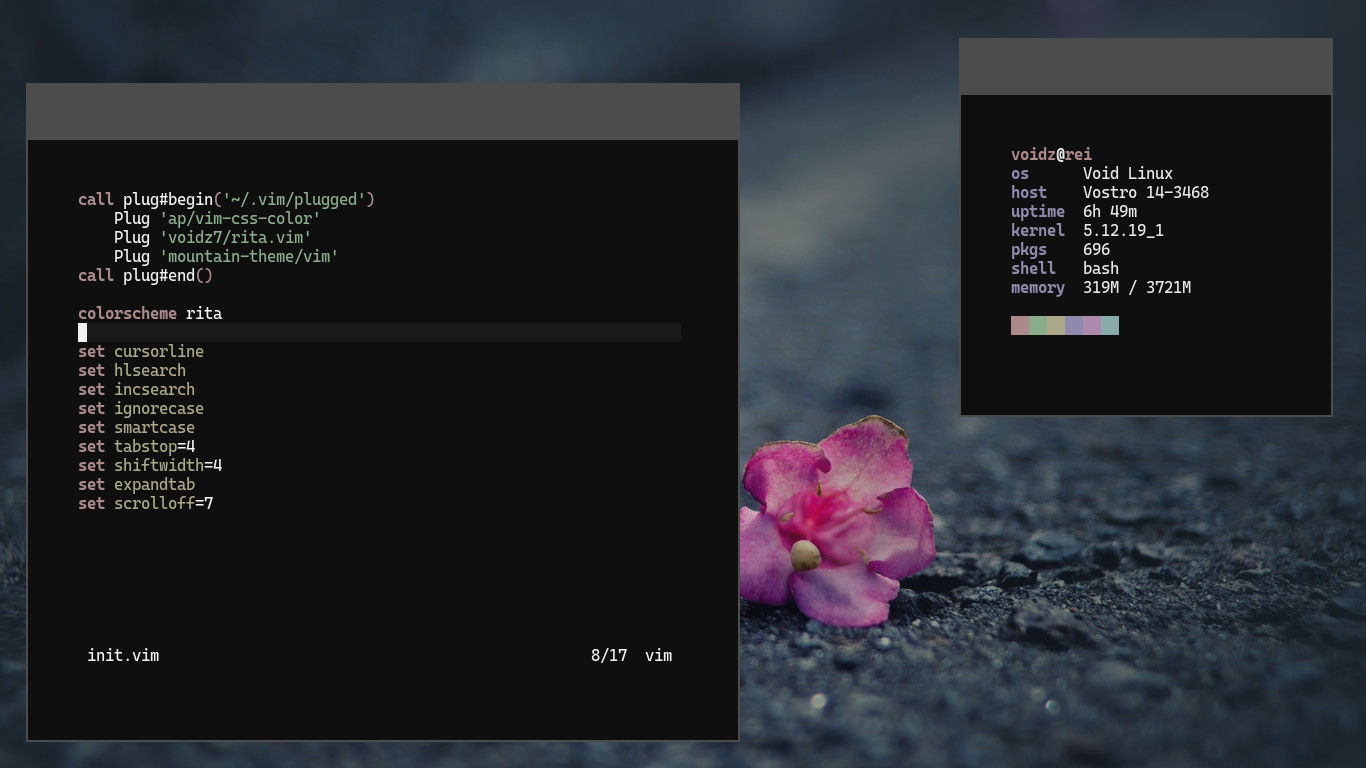 call plug#begin('~/.vim/plugged')
    Plug 'ap/vim-css-color'
    Plug 'voidz7/rita.vim'
    Plug 'mountain-theme/vim'
call plug#end()
colorscheme rita
set cursorline
set hlsearch
set incsearch
set ignorecase
set smartcase
set tabstop=4
set shiftwidth=4
set expandtab
set scrolloff=7
init.vim 8/17 vim
voidz@rei
os Void Linux
host Vostro 14-3468
uptime 6h 49m
kernel 5.12.19_1
pkgs 696
shell bash
memory 319M / 3721M